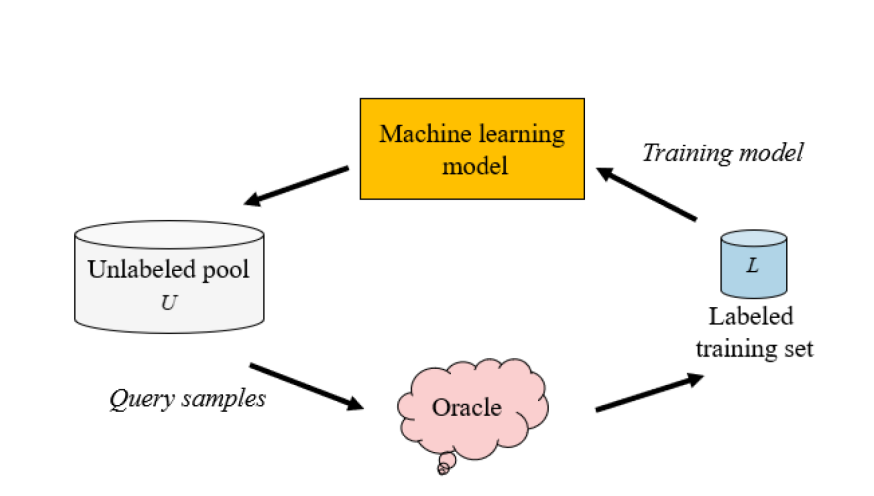 Machine learning
model
Training model
Unlabeled pool
U
L
Labeled
training set
Query samples
Oracle